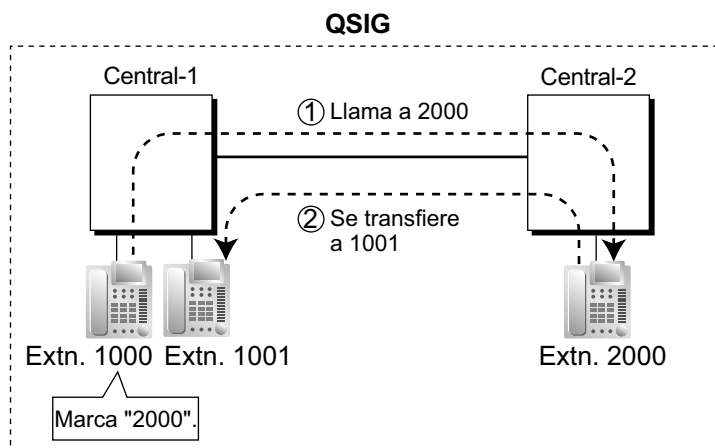 QSIG
Central-1
Central-2
① Llama a 2000
② Se transfiere
a 1001
Extn. 1000
Extn. 1001
Extn. 2000
Marca "2000".